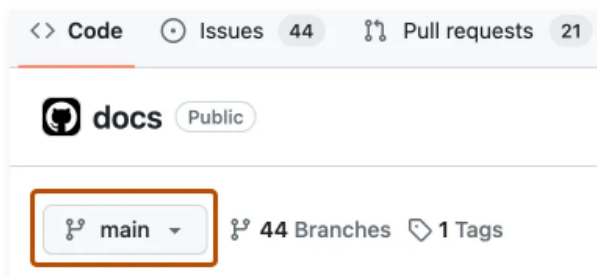 <> Code Issues 44 Pull requests 21
docs Public
main 44 Branches 1 Tags